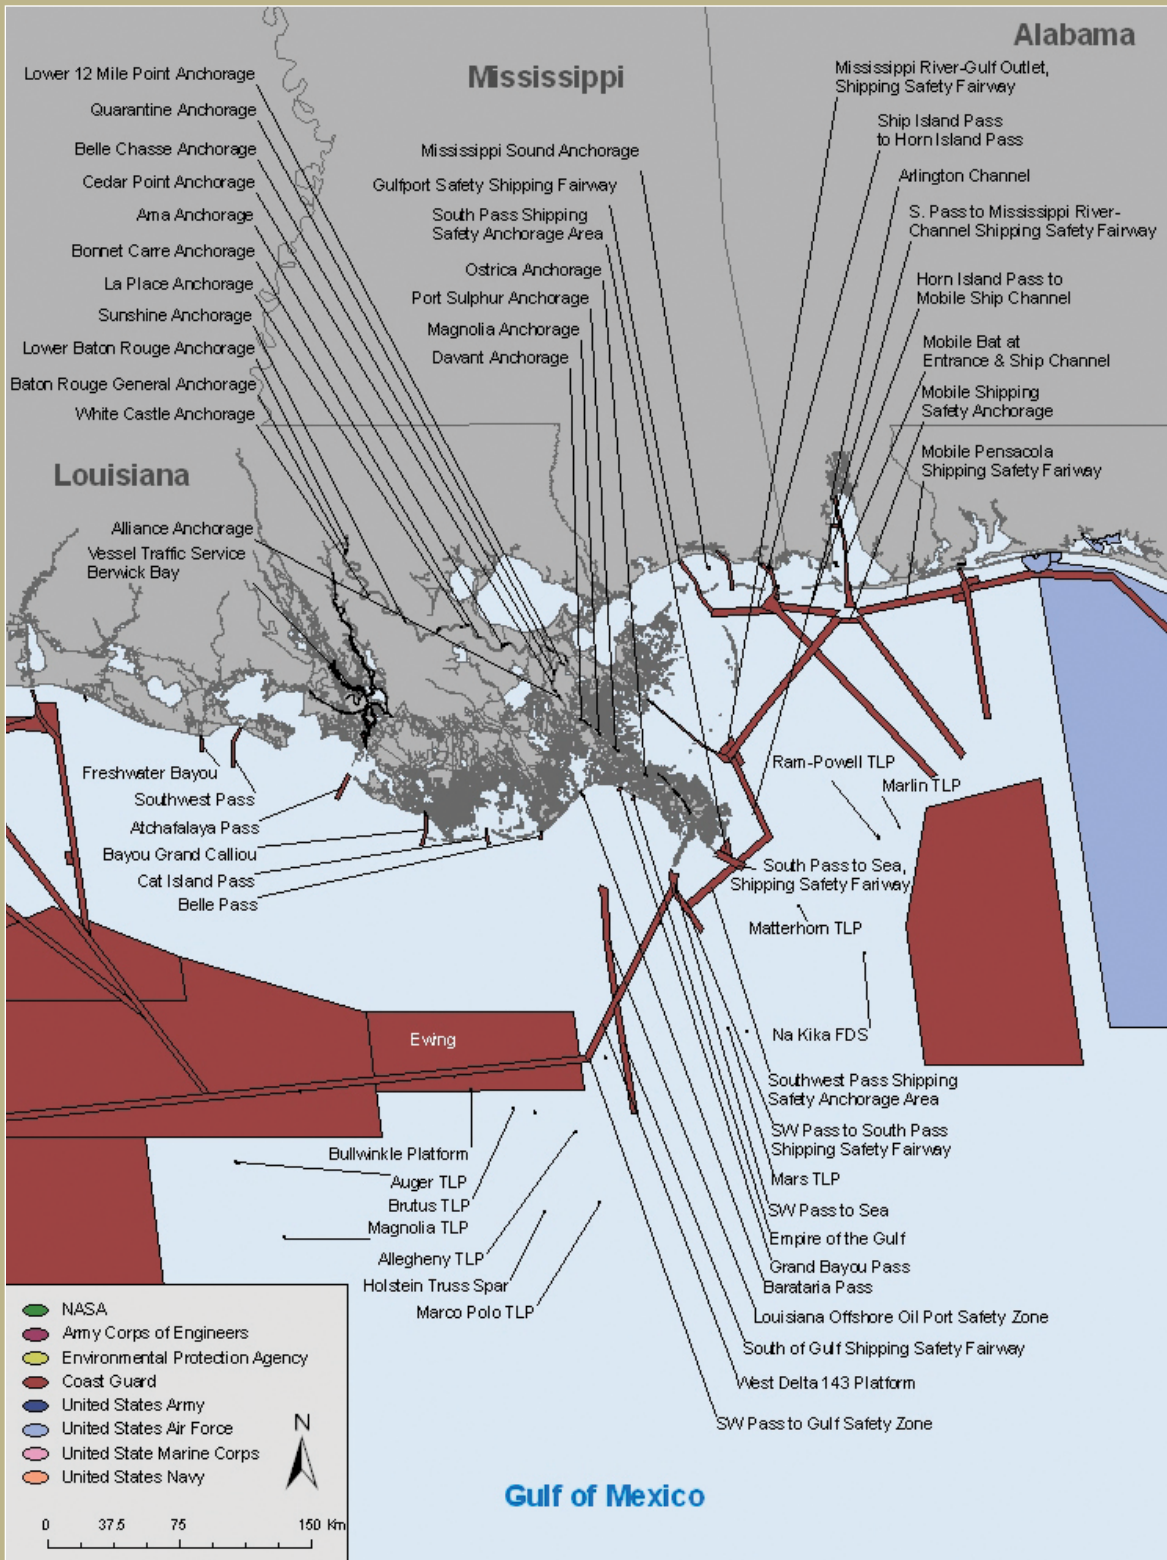 Alabama
Mississippi
Lower 12 Mile Point Anchorage
Quarantine Anchorage
Belle Chasse Anchorage
Cedar Point Anchorage
Ama Anchorage
Bonnet Carre Anchorage
La Place Anchorage
Sunshine Anchorage
Lower Baton Rouge Anchorage
Baton Rouge General Anchorage
White Castle Anchorage
Mississippi Sound Anchorage
Gulfport Safety Shipping Fairway
South Pass Shipping
Safety Anchorage Area
Ostrica Anchorage
Port Sulphur Anchorage
Magnolia Anchorage
Davant Anchorage
Mississippi River-Gulf Outlet,
Shipping Safety Fairway
Ship Island Pass
to Horn Island Pass
Arlington Channel
S. Pass to Mississippi River-
Channel Shipping Safety Fairway
Horn Island Pass to
Mobile Ship Channel
Mobile Bat at
Entrance & Ship Channel
Mobile Shipping
Safety Anchorage
Mobile Pensacola
Shipping Safety Fariway
Louisiana
Alliance Anchorage
Vessel Traffic Service
Berwick Bay
Freshwater Bayou
Southwest Pass
Atchafalaya Pass
Bayou Grand Calliou
Cat Island Pass
Belle Pass
Ram-Powell TLP
Marlin TLP
South Pass to Sea,
Shipping Safety Fariway
Matterhorn TLP
Na Kika FDS
Ewing
Southwest Pass Shipping
Safety Anchorage Area
SW Pass to South Pass
Shipping Safety Fairway
Mars TLP
SW Pass to Sea
Empire of the Gulf
Grand Bayou Pass
Barataria Pass
Louisiana Offshore Oil Port Safety Zone
South of Gulf Shipping Safety Fairway
West Delta 143 Platform
SW Pass to Gulf Safety Zone
Bullwinkle Platform
Auger TLP
Brutus TLP
Magnolia TLP
Allegheny TLP
Holstein Truss Spar
Marco Polo TLP
NASA
Army Corps of Engineers
Environmental Protection Agency
Coast Guard
United States Army
United States Air Force
United State Marine Corps
United States Navy
N
0 37.5 75 150 Km
Gulf of Mexico